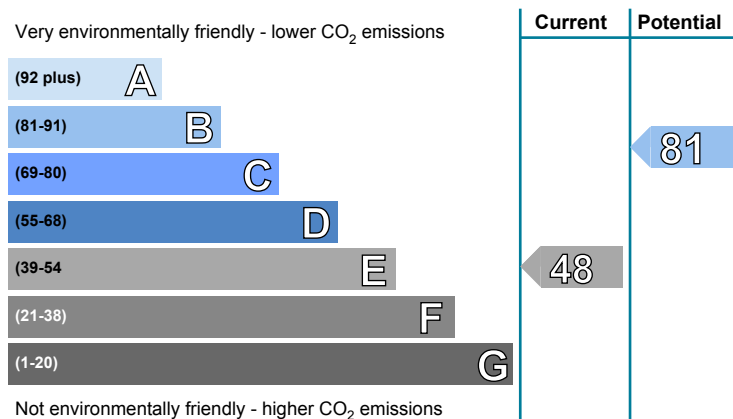 Current Potential
Very environmentally friendly - lower CO₂ emissions
(92 plus) A
(81-91) B
81
(69-80) C
(55-68) D
(39-54 E 48
(21-38) F
(1-20) G
Not environmentally friendly - higher CO₂ emissions